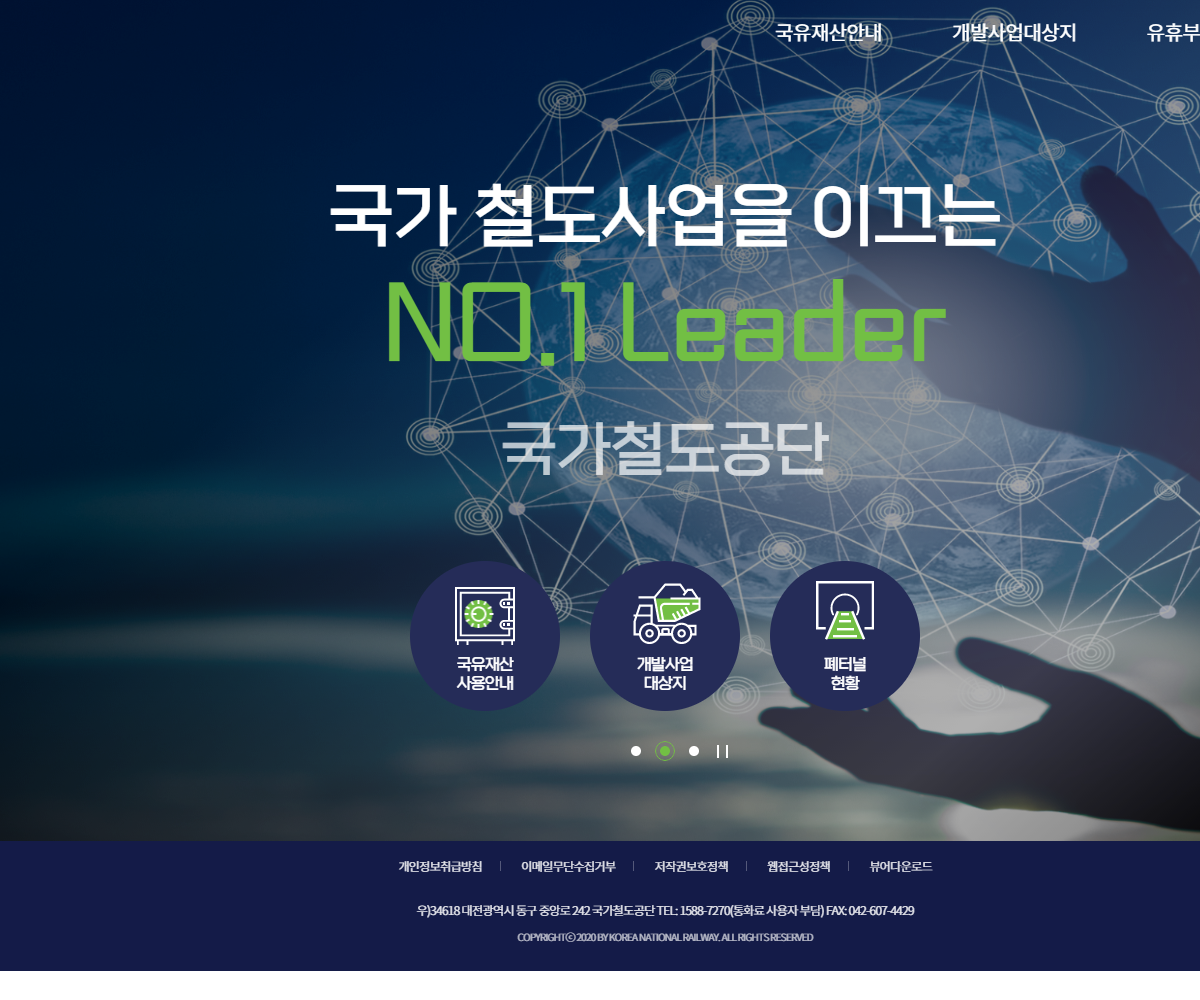 국유재산안내 개발사업대상지 유휴부
국가 철도사업을 이끄는
NO.1 Leader
국가철도공단
국유재산
사용안내
개발사업
대상지
폐터널
현황
개인정보취급방침 이메일무단수집거부 저작권보호정책 웹접근성정책 뷰어다운로드
우)34618 대전광역시 동구 중앙로 242 국가철도공단 TEL: 1588-7270(통화료 사용자 부담) FAX: 042-607-4429
COPYRIGHTⓒ 2020 BY KOREA NATIONAL RAILWAY. ALL RIGHTS RESERVED